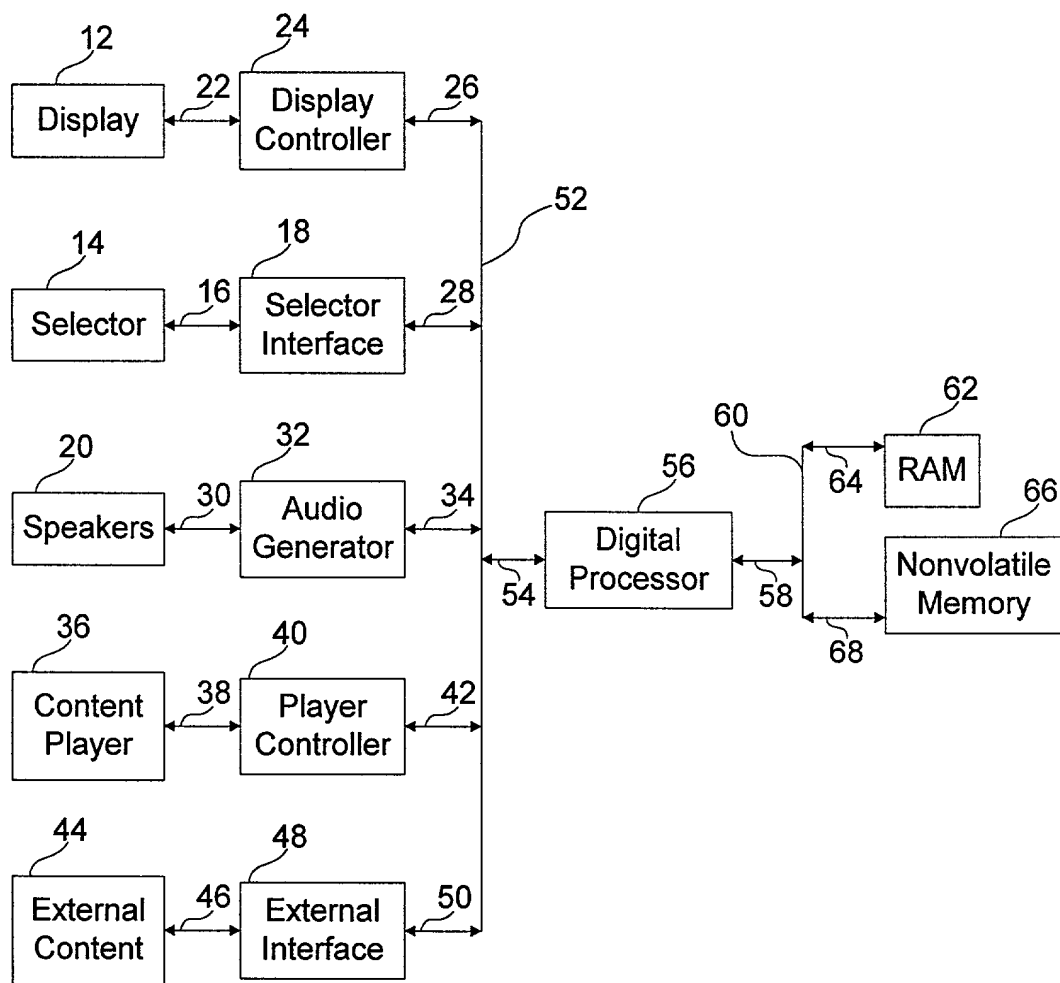 12
24
Display
22
Display
Controller
26
52
14
18
Selector
16
Selector
Interface
28
20
32
Speakers
30
Audio
Generator
34
54
56
Digital
Processor
58
60
62
64
RAM
66
Nonvolatile
Memory
68
36
40
Content
Player
38
Player
Controller
42
44
48
External
Content
46
External
Interface
50